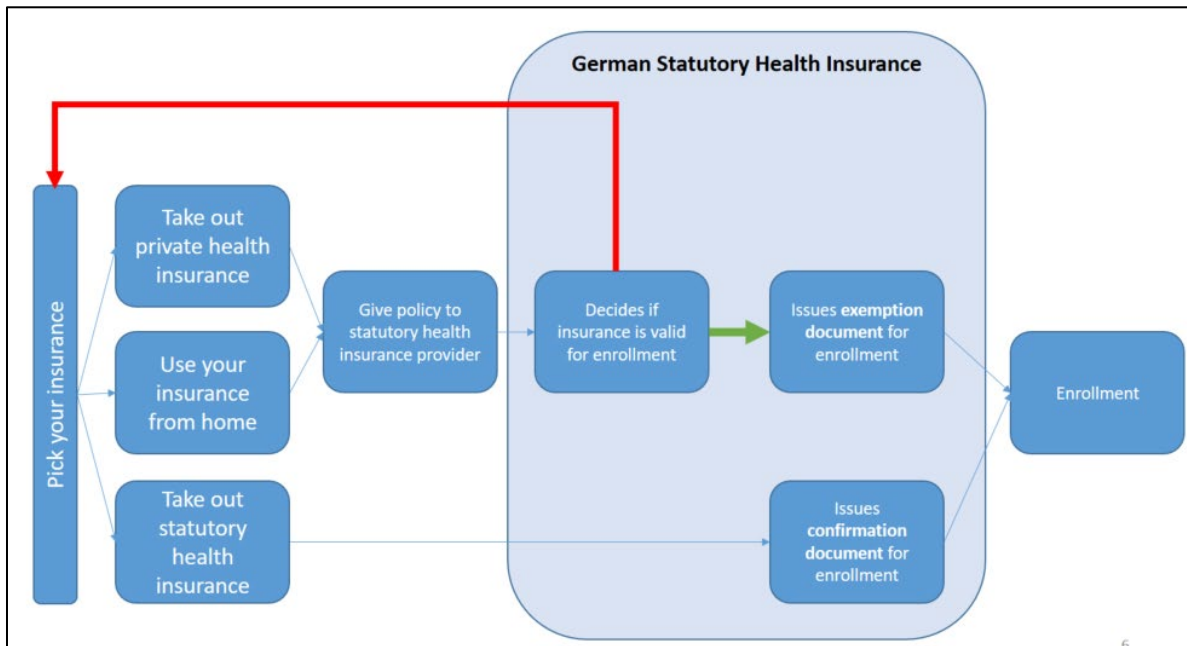 German Statutory Health Insurance
Pick your insurance
Take out
private health
insurance
Use your
insurance
from home
Take out
statutory
health
insurance
Give policy to
statutory health
insurance provider
Decides if
insurance is valid
for enrollment
Issues exemption
document for
enrollment
Issues
confirmation
document for
enrollment
Enrollment